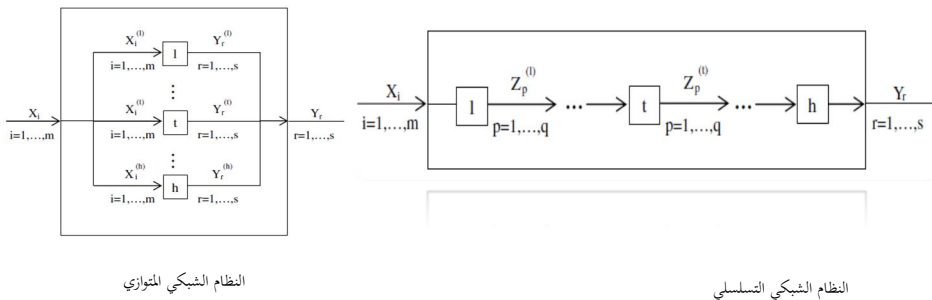 X_i^(l) Y_r^(l)
l
i=1,...,m r=1,...,s
⋮
X_i^(t) Y_r^(t)
X_i t Y_r
i=1,...,m i=1,...,m r=1,...,s r=1,...,s
⋮
X_i^(h) Y_r^(h)
h
i=1,...,m r=1,...,s
النظام الشبكي المتوازي
X_i Z_p^(l) Z_p^(t) Y_r
l ... t ... h
i=1,...,m p=1,...,q p=1,...,q r=1,...,s
النظام الشبكي التسلسلي